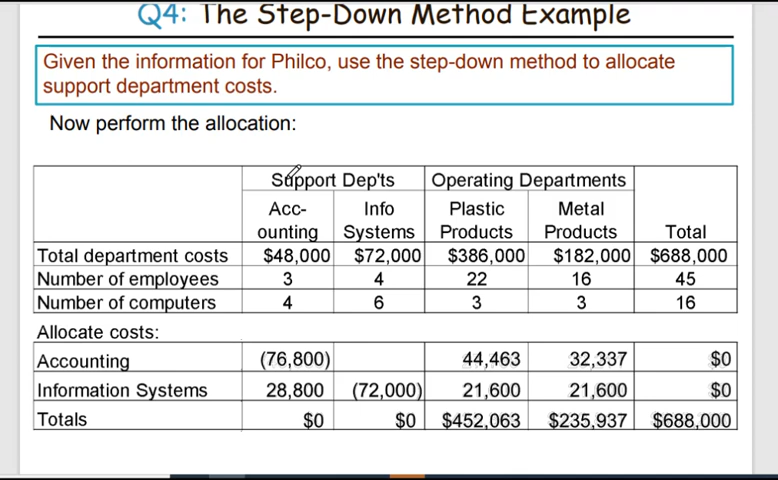 Q4: The Step-Down Method Example
Given the information for Philco, use the step-down method to allocate
support department costs.
Now perform the allocation:
Support Dep'ts Operating Departments
Acc- Info Plastic Metal
ounting Systems Products Products Total
Total department costs $48,000 $72,000 $386,000 $182,000 $688,000
Number of employees 3 4 22 16 45
Number of computers 4 6 3 3 16
Allocate costs:
Accounting (76,800) 44,463 32,337 $0
Information Systems 28,800 (72,000) 21,600 21,600 $0
Totals $0 $0 $452,063 $235,937 $688,000